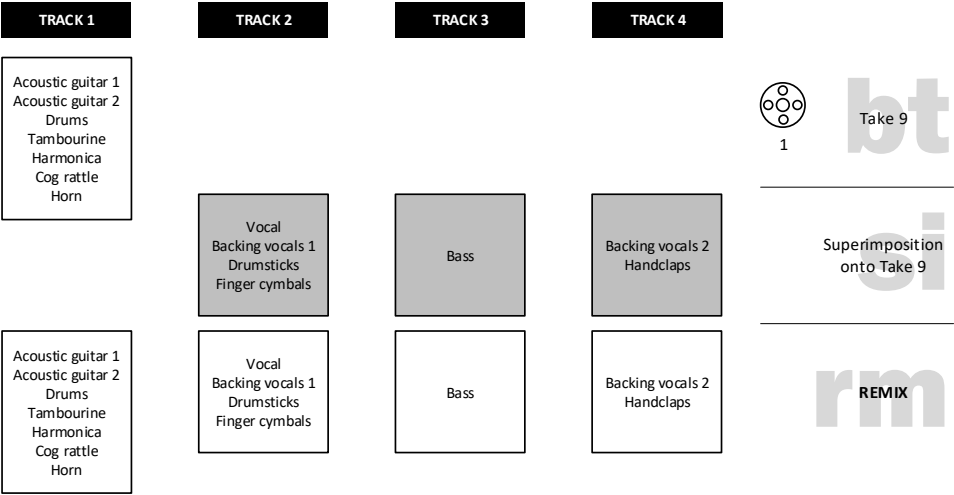 TRACK 1
TRACK 2
TRACK 3
TRACK 4
Acoustic guitar 1
Acoustic guitar 2
Drums
Tambourine
Harmonica
Cog rattle
Horn
1
bt
Take 9
Vocal
Backing vocals 1
Drumsticks
Finger cymbals
Bass
Backing vocals 2
Handclaps
si
Superimposition
onto Take 9
Acoustic guitar 1
Acoustic guitar 2
Drums
Tambourine
Harmonica
Cog rattle
Horn
Vocal
Backing vocals 1
Drumsticks
Finger cymbals
Bass
Backing vocals 2
Handclaps
rm
REMIX